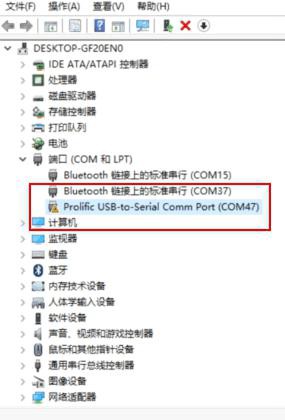 文件(F) 操作(A) 查看(V) 帮助(H)
DESKTOP-GF20EN0
IDE ATA/ATAPI 控制器
处理器
磁盘驱动器
存储控制器
打印队列
电池
端口 (COM 和 LPT)
Bluetooth 链接上的标准串行 (COM15)
Bluetooth 链接上的标准串行 (COM37)
Prolific USB-to-Serial Comm Port (COM47)
计算机
监视器
键盘
蓝牙
内存技术设备
人体学输入设备
软件设备
声音、视频和游戏控制器
鼠标和其他指针设备
通用串行总线控制器
图像设备
网络适配器